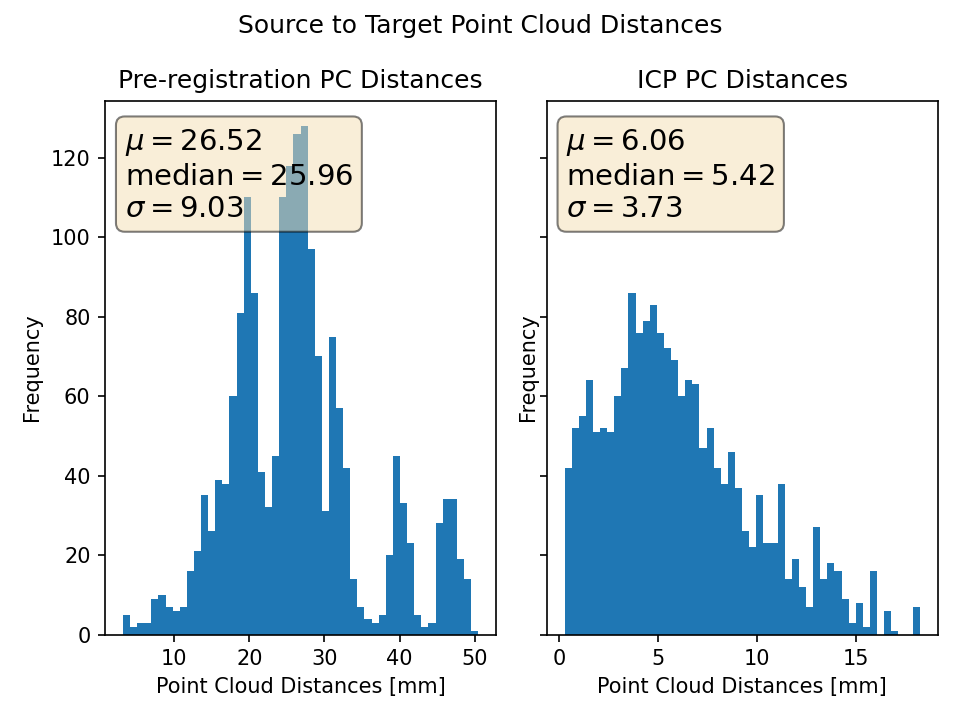 Source to Target Point Cloud Distances
Pre-registration PC Distances
μ = 26.52
median = 25.96
σ = 9.03
120
100
80
60
40
20
0
Frequency
10 20 30 40 50
Point Cloud Distances [mm]
ICP PC Distances
μ = 6.06
median = 5.42
σ = 3.73
Frequency
0 5 10 15
Point Cloud Distances [mm]